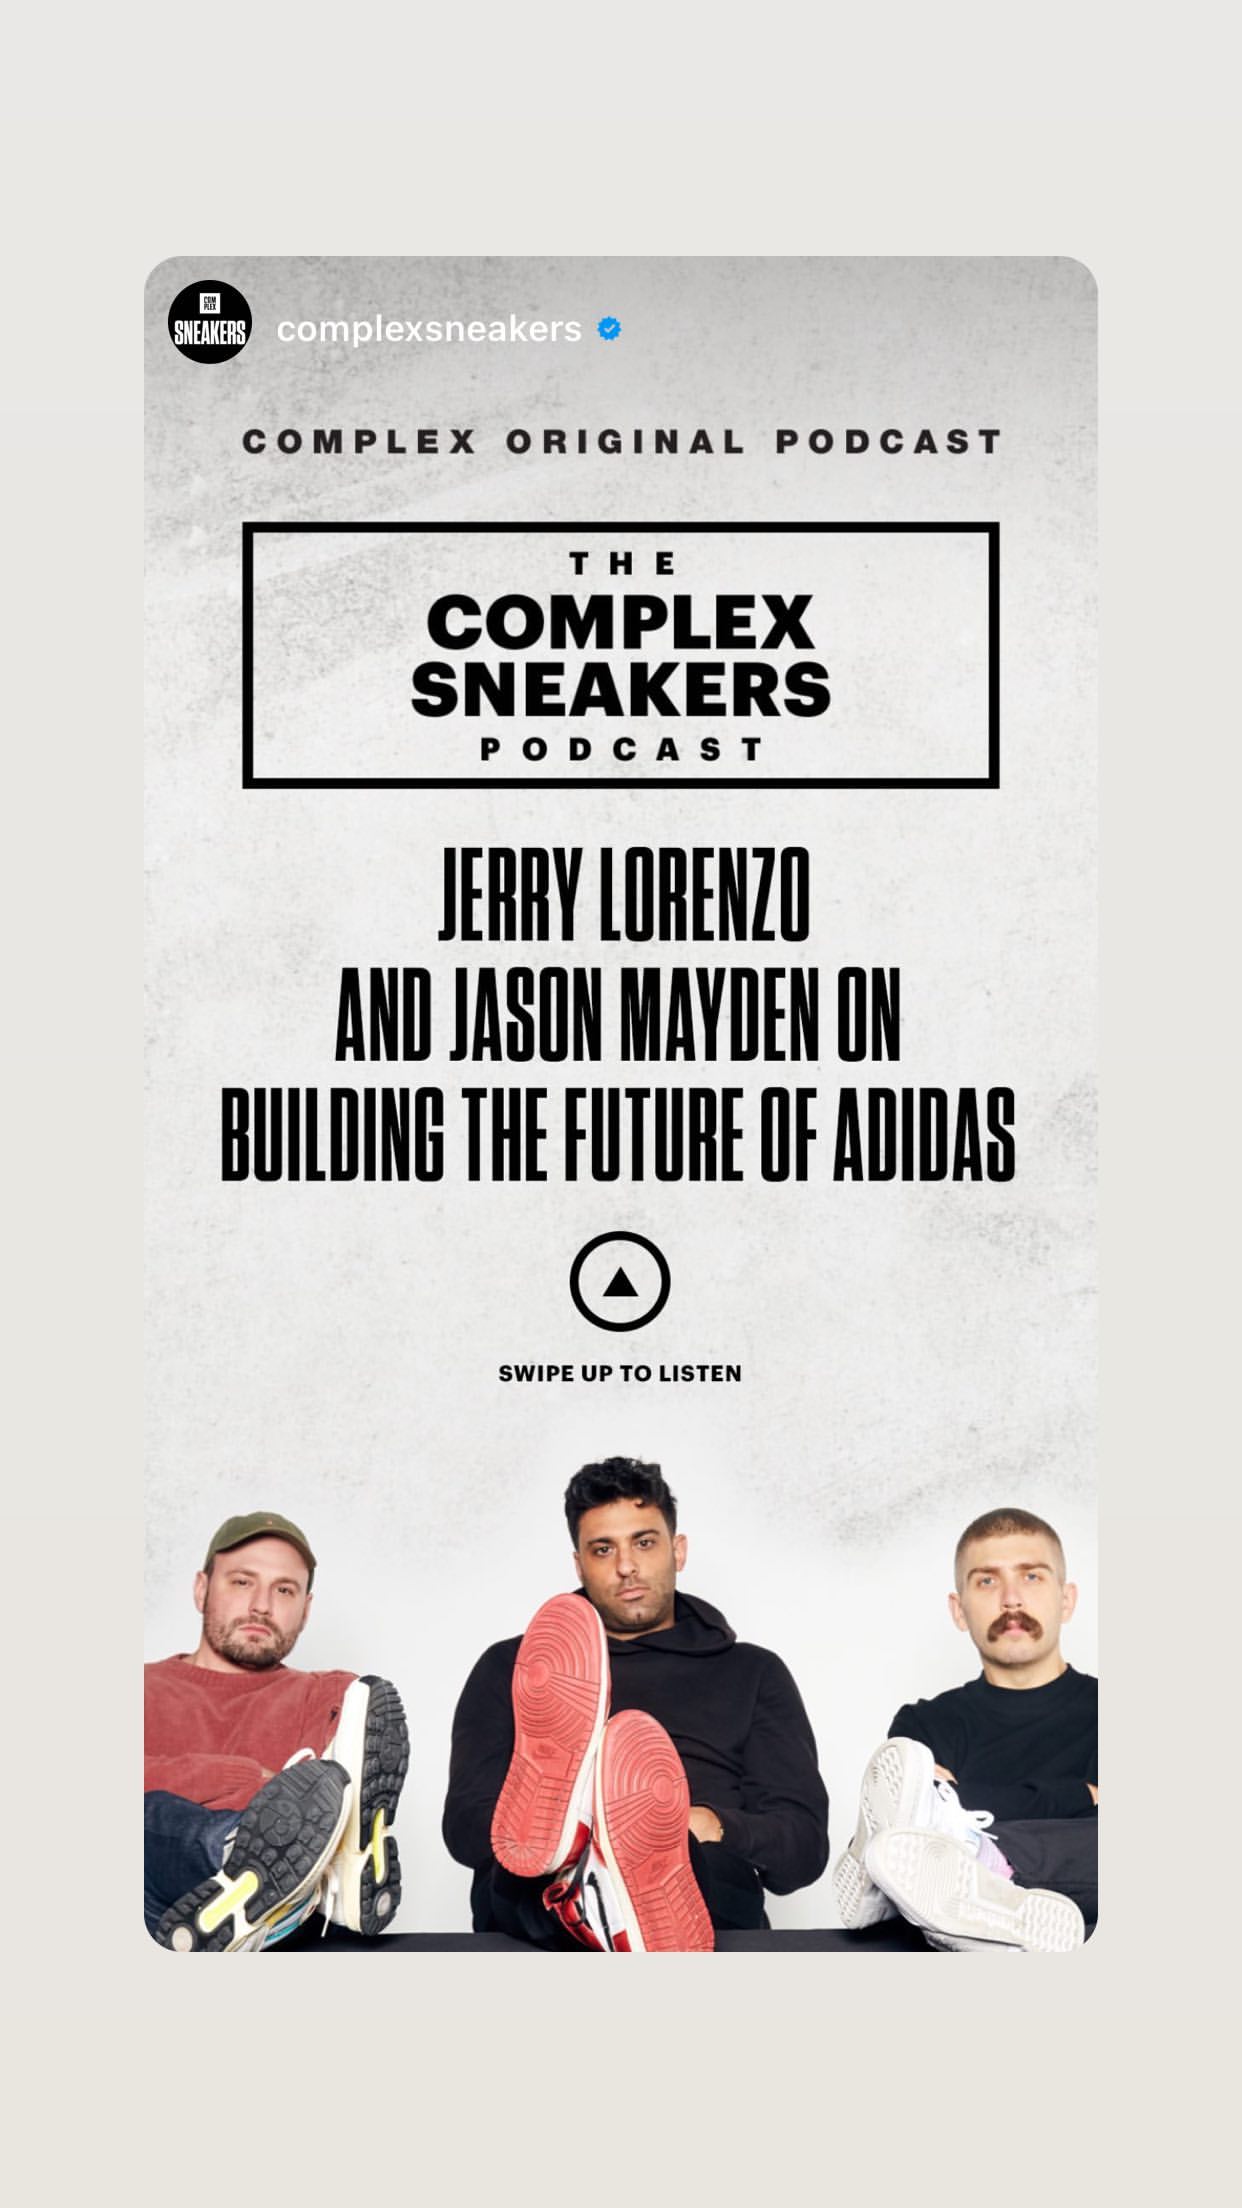 COM
PLEX
SNEAKERS
complexsneakers
COMPLEX ORIGINAL PODCAST
THE
COMPLEX
SNEAKERS
PODCAST
JERRY LORENZO
AND JASON MAYDEN ON
BUILDING THE FUTURE OF ADIDAS
SWIPE UP TO LISTEN